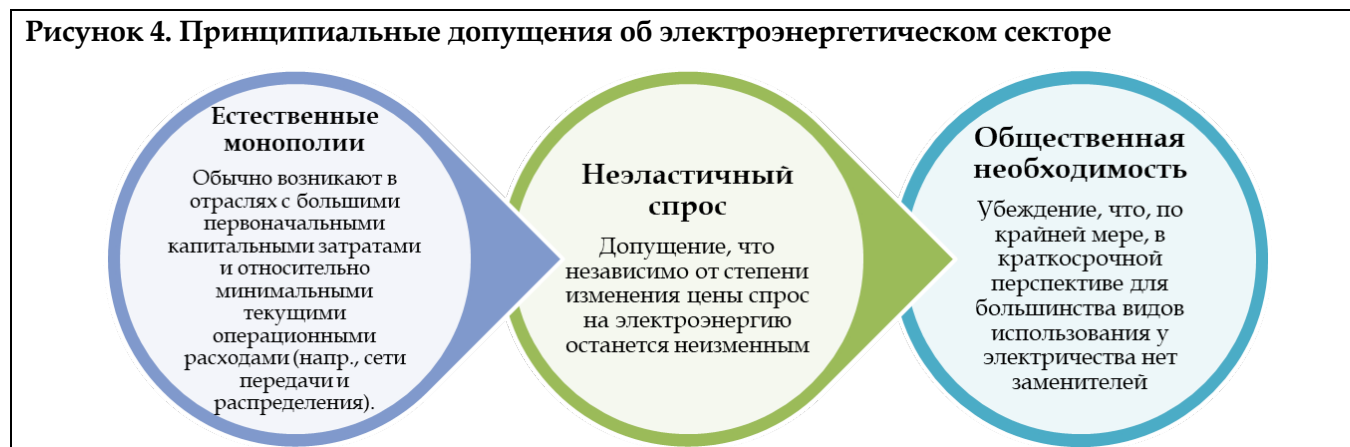 Рисунок 4. Принципиальные допущения об электроэнергетическом секторе
Естественные
монополии
Обычно возникают в
отраслях с большими
первоначальными
капитальными затратами
и относительно
минимальными
текущими
операционными
расходами (напр., сети
передачи и
распределения).
Неэластичный
спрос
Допущение, что
независимо от степени
изменения цены спрос
на электроэнергию
останется неизменным
Общественная
необходимость
Убеждение, что, по
крайней мере, в
краткосрочной
перспективе для
большинства видов
использования у
электричества нет
заменителей